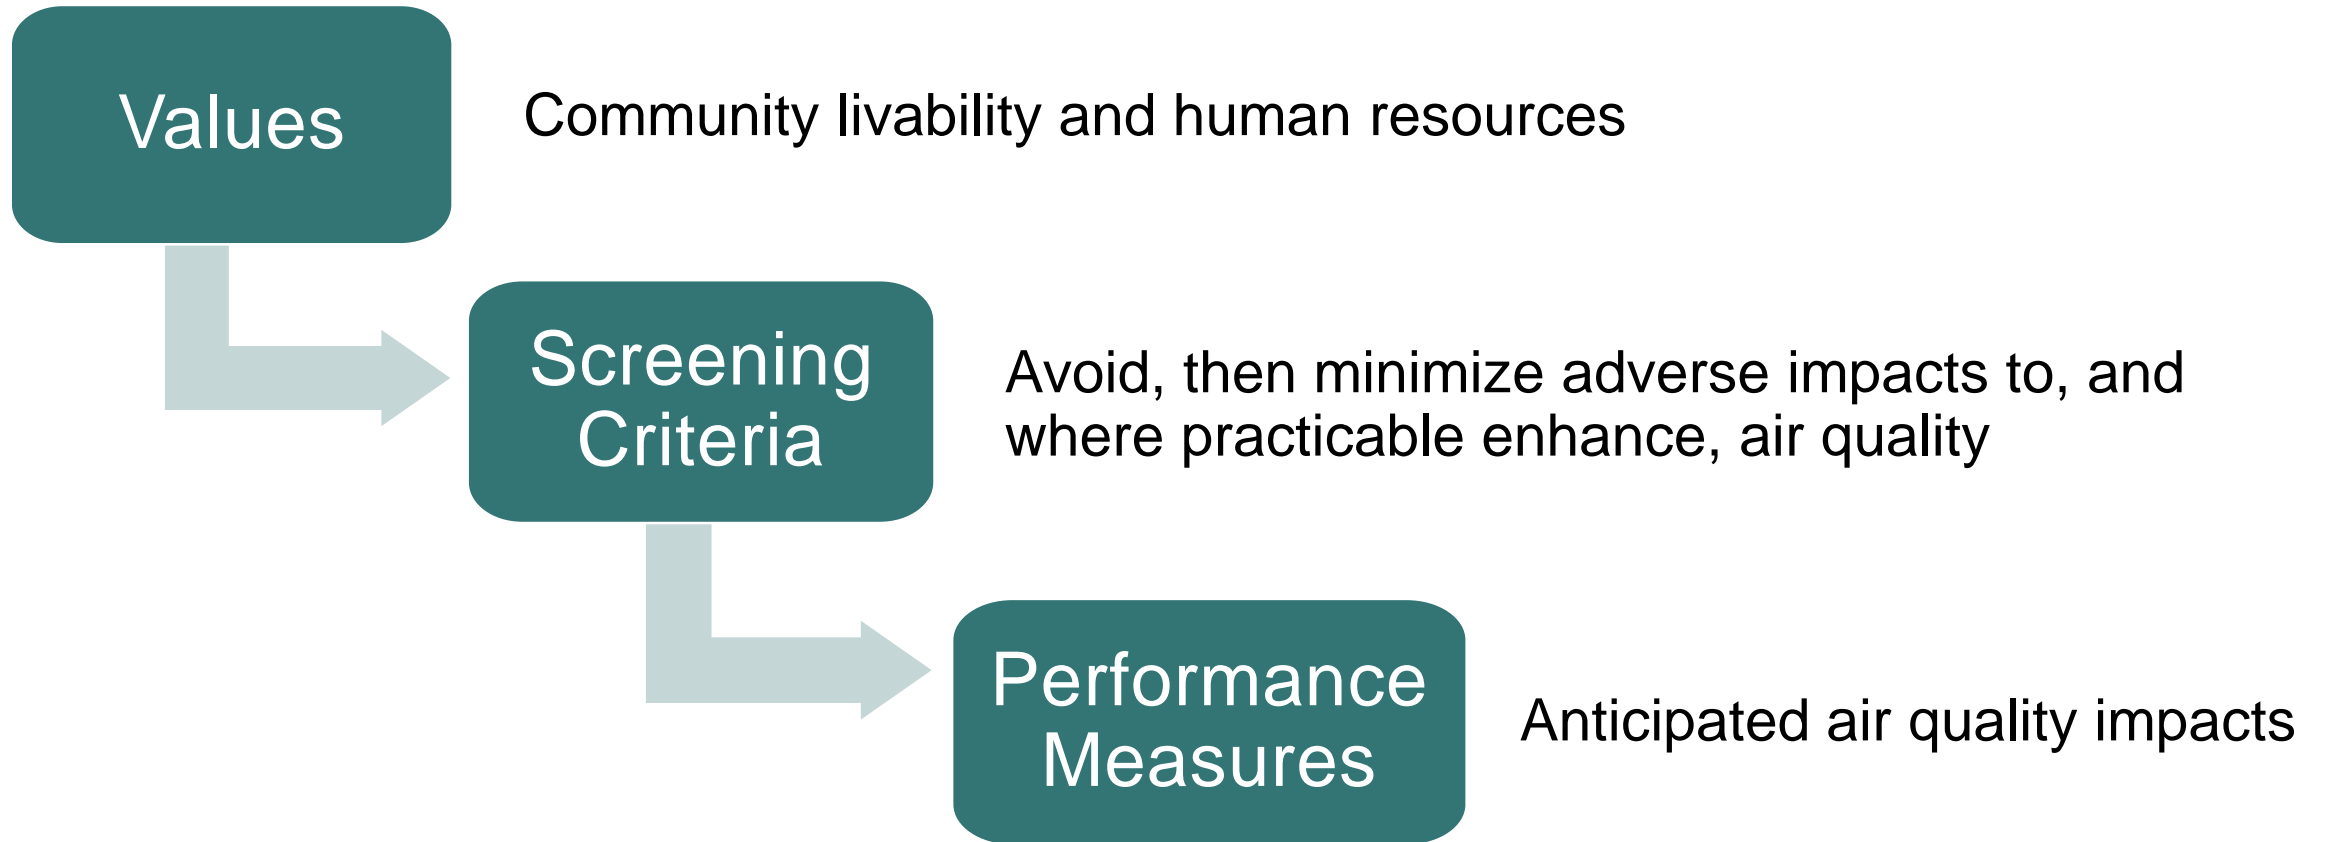 Values
Community livability and human resources
Screening
Criteria
Avoid, then minimize adverse impacts to, and
where practicable enhance, air quality
Performance
Measures
Anticipated air quality impacts